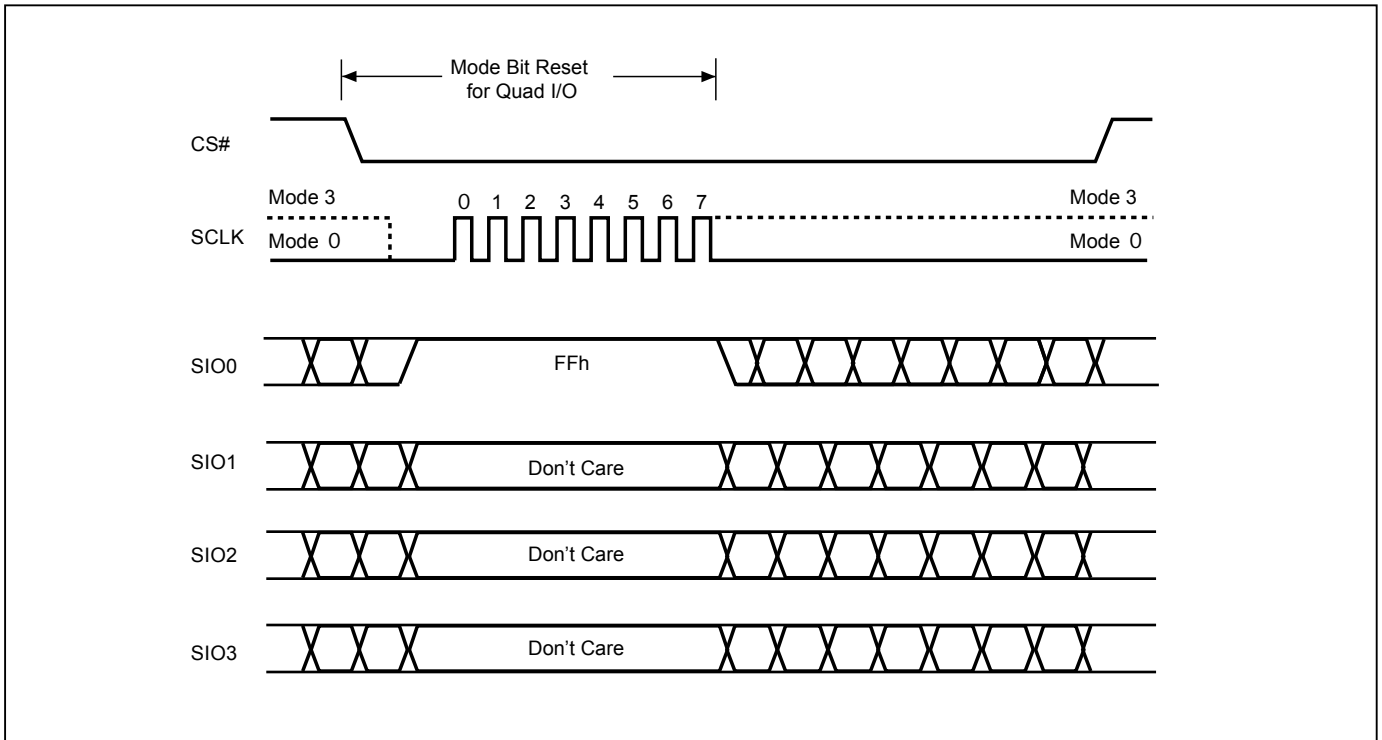 Mode Bit Reset
for Quad I/O
CS#
Mode 3
Mode 3
0 1 2 3 4 5 6 7
SCLK
Mode 0
Mode 0
SIO0
FFh
SIO1
Don't Care
SIO2
Don't Care
SIO3
Don't Care